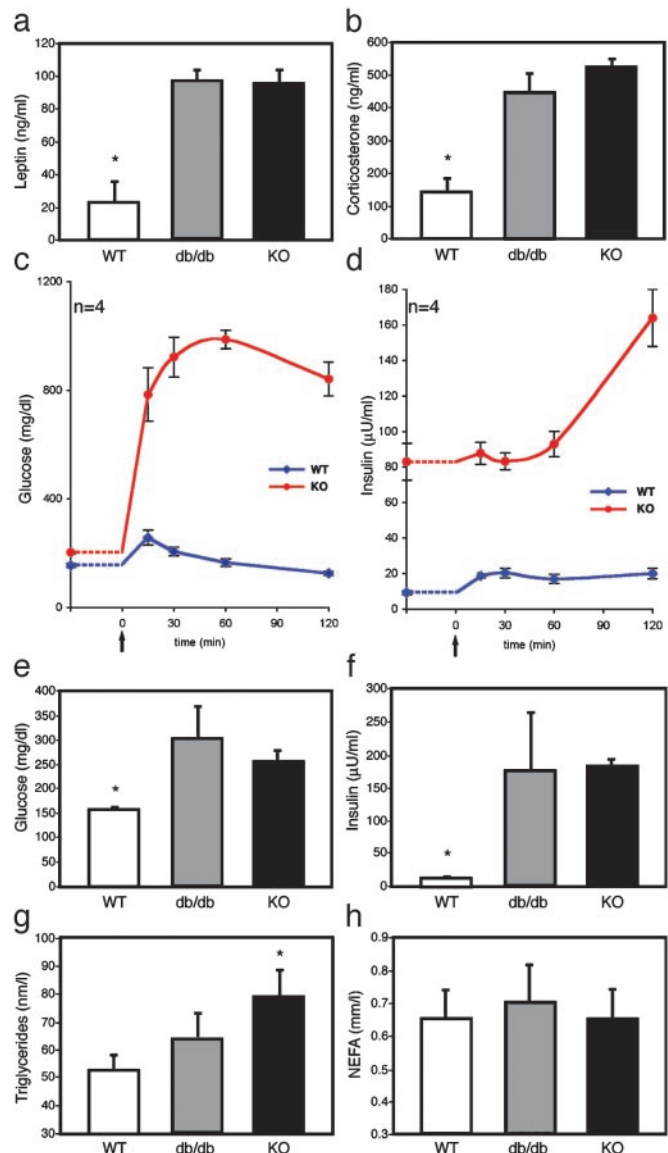 a
Leptin (ng/ml)
120
100
80
60
40
20
0
*
WT db/db KO
b
Corticosterone (ng/ml)
600
500
400
300
200
100
0
*
WT db/db KO
c
n=4
Glucose (mg/dl)
1200
800
400
0
WT
KO
0 30 60 90 120
time (min)
d
n=4
Insulin (µU/ml)
180
160
140
120
100
80
60
40
20
0
WT
KO
0 30 60 90 120
time (min)
e
Glucose (mg/dl)
400
350
300
250
200
150
100
50
0
*
WT db/db KO
f
Insulin (µU/ml)
300
250
200
150
100
50
0
*
WT db/db KO
g
Triglycerides (nm/l)
100
90
80
70
60
50
40
30
*
WT db/db KO
h
NEFA (mm/l)
0.9
0.8
0.7
0.6
0.5
0.4
0.3
WT db/db KO